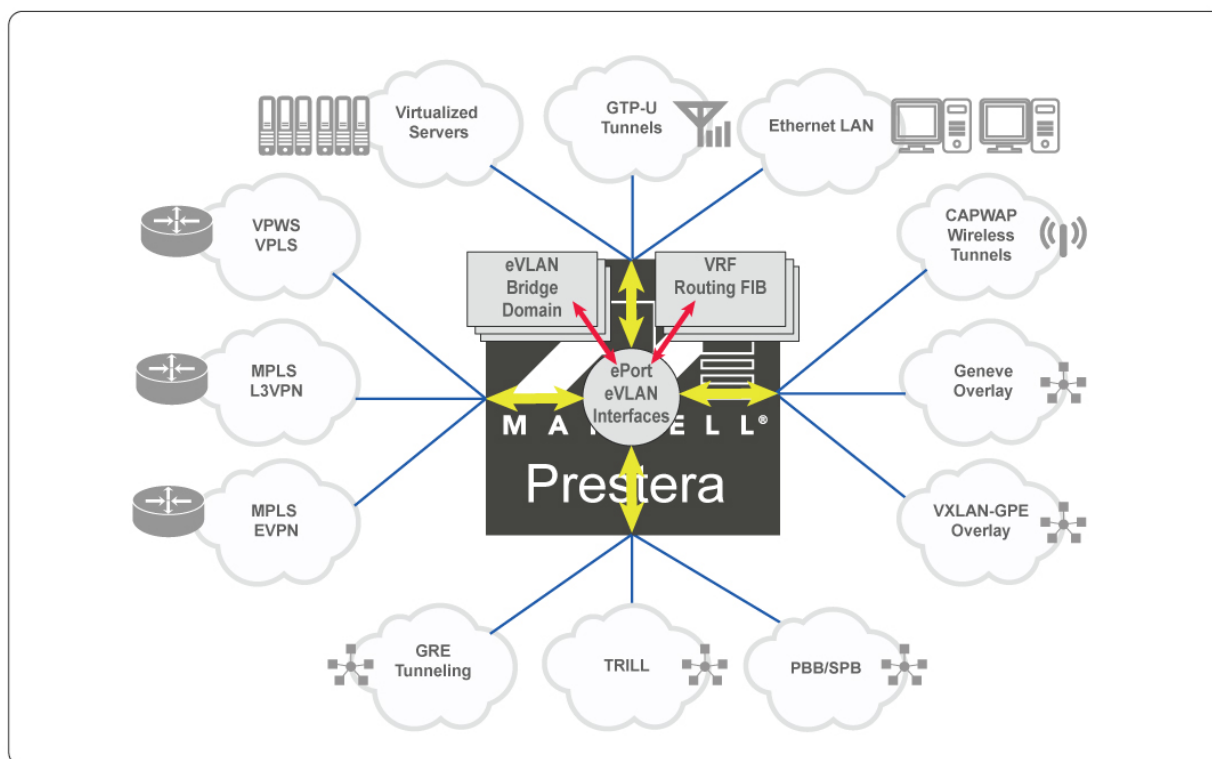 Virtualized
Servers
GTP-U
Tunnels
Ethernet LAN
VPWS
VPLS
CAPWAP
Wireless
Tunnels
eVLAN
Bridge
Domain
VRF
Routing FIB
MPLS
L3VPN
ePort
eVLAN
Interfaces
Geneve
Overlay
M A ELL®
Prestera
MPLS
EVPN
VXLAN-GPE
Overlay
GRE
Tunneling
TRILL
PBB/SPB